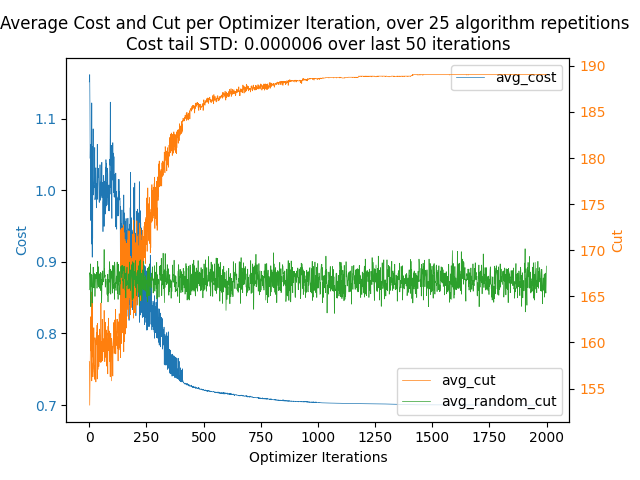 Average Cost and Cut per Optimizer Iteration, over 25 algorithm repetitions
Cost tail STD: 0.000006 over last 50 iterations
avg_cost
avg_cut
avg_random_cut
Cost
1.1
1.0
0.9
0.8
0.7
Cut
190
185
180
175
170
165
160
155
0 250 500 750 1000 1250 1500 1750 2000
Optimizer Iterations